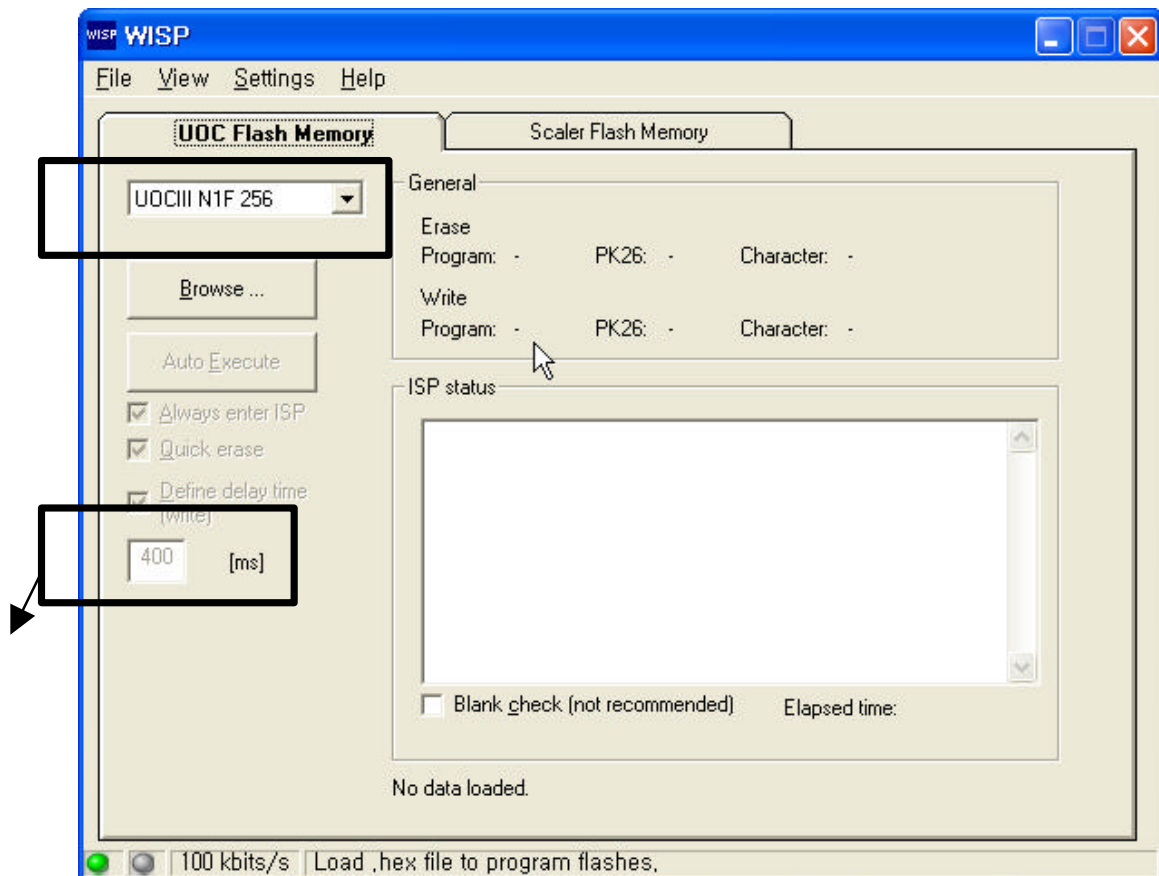 WISP WISP
File View Settings Help
UOC Flash Memory
Scaler Flash Memory
UOCIII N1F 256
Browse ...
Auto Execute
Always enter ISP
Quick erase
Define delay time
(write)
400 [ms]
General
Erase
Program: - PK26: - Character: -
Write
Program: - PK26: - Character: -
ISP status
Blank check (not recommended) Elapsed time:
No data loaded.
100 kbits/s Load ,hex file to program flashes,